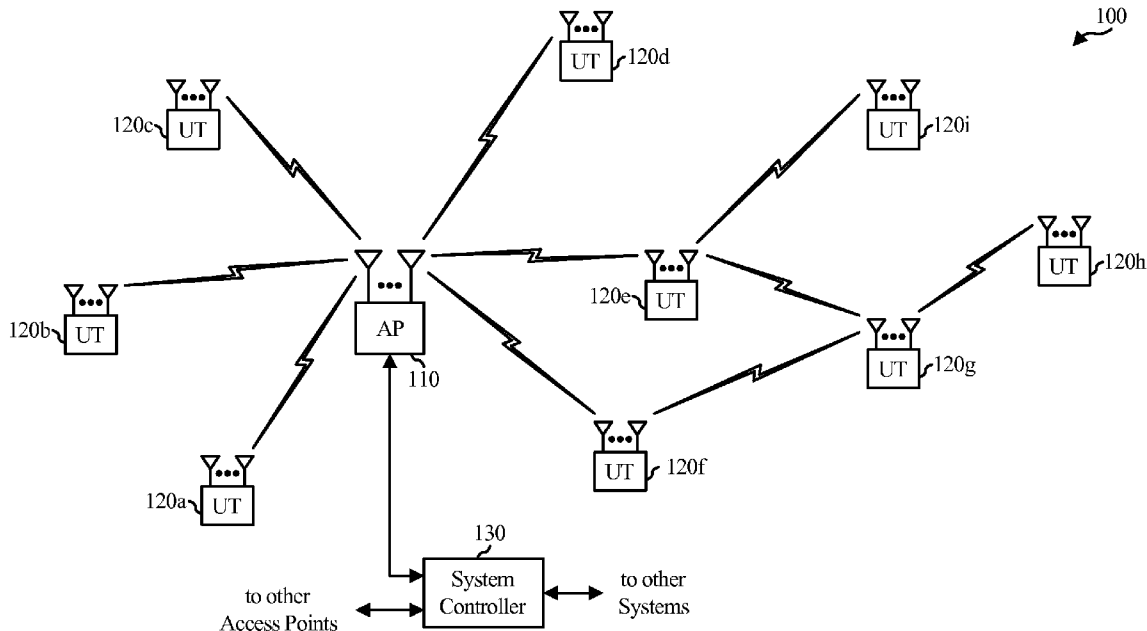 100
UT
120d
120c
UT
UT
120i
UT
120h
120e
UT
120b
UT
AP
110
UT
120g
UT
120f
120a
UT
130
System
Controller
to other
Systems
to other
Access Points